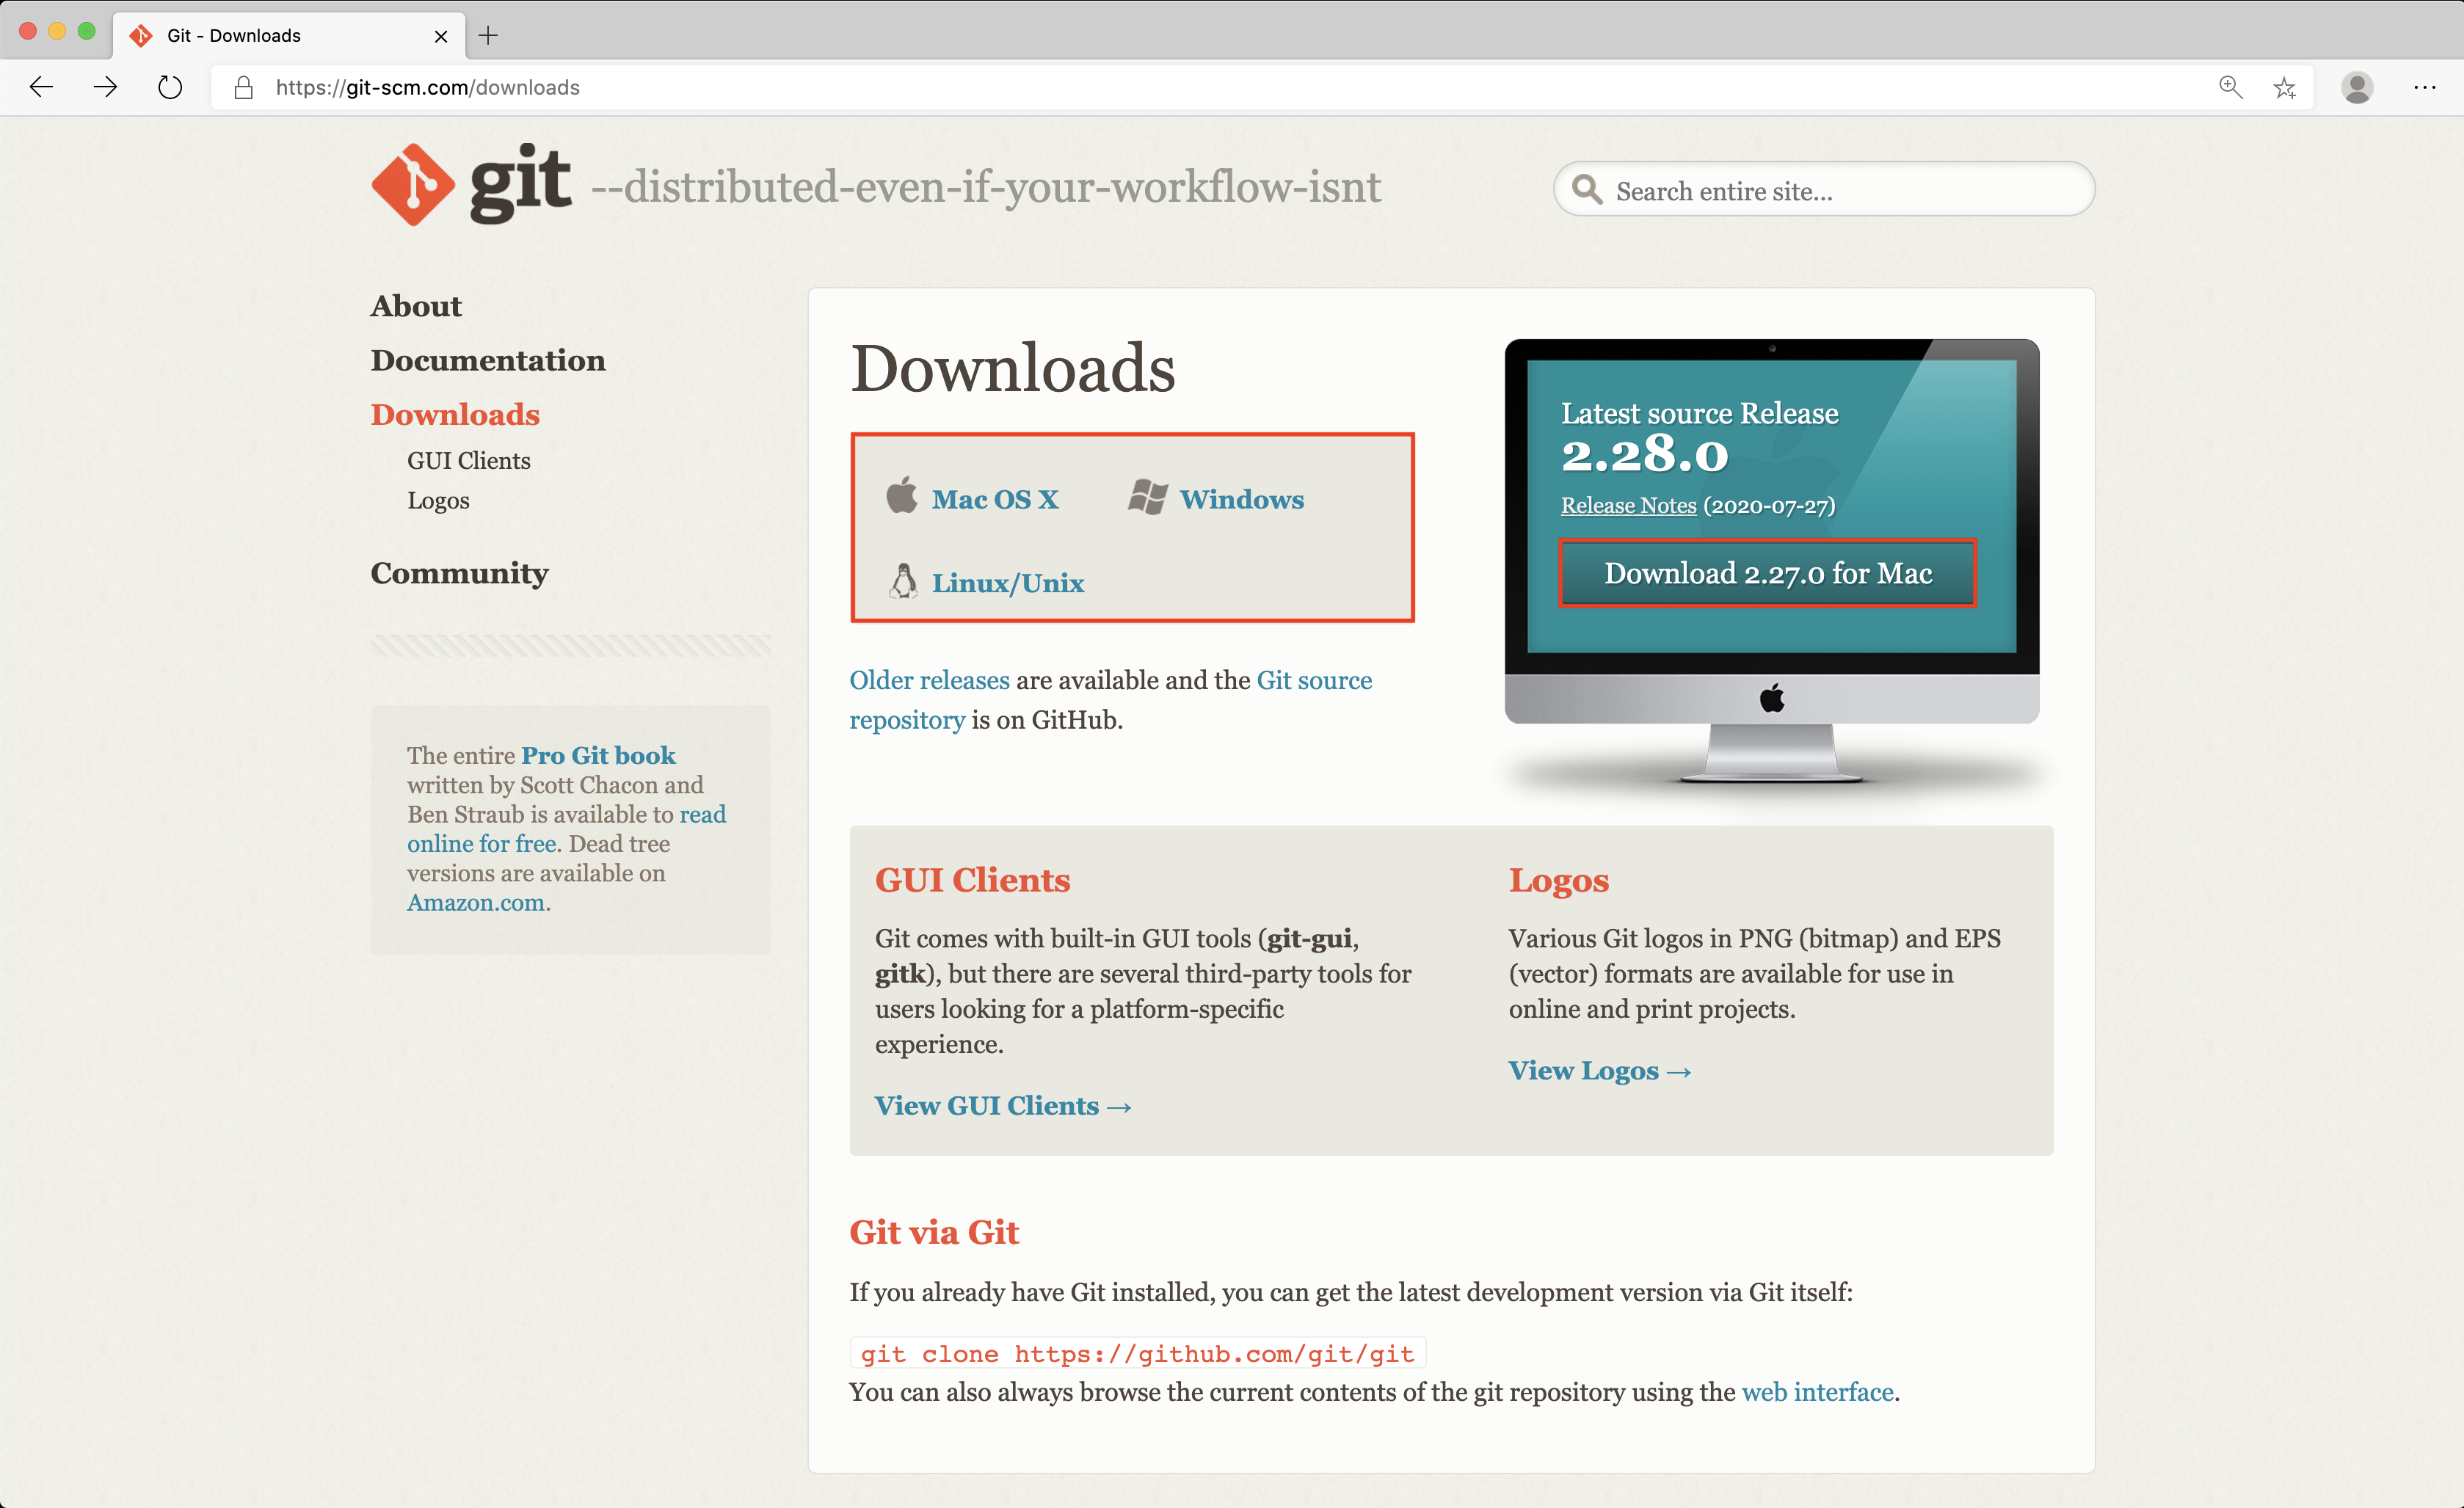 Git - Downloads
https://git-scm.com/downloads
git --distributed-even-if-your-workflow-isnt
Search entire site...
About
Documentation
Downloads
GUI Clients
Logos
Community
The entire Pro Git book
written by Scott Chacon and
Ben Straub is available to read
online for free. Dead tree
versions are available on
Amazon.com.
Downloads
Mac OS X
Windows
Linux/Unix
Older releases are available and the Git source
repository is on GitHub.
Latest source Release
2.28.0
Release Notes (2020-07-27)
Download 2.27.0 for Mac
GUI Clients
Git comes with built-in GUI tools (git-gui,
gitk), but there are several third-party tools for
users looking for a platform-specific
experience.
View GUI Clients →
Logos
Various Git logos in PNG (bitmap) and EPS
(vector) formats are available for use in
online and print projects.
View Logos →
Git via Git
If you already have Git installed, you can get the latest development version via Git itself:
git clone https://github.com/git/git
You can also always browse the current contents of the git repository using the web interface.